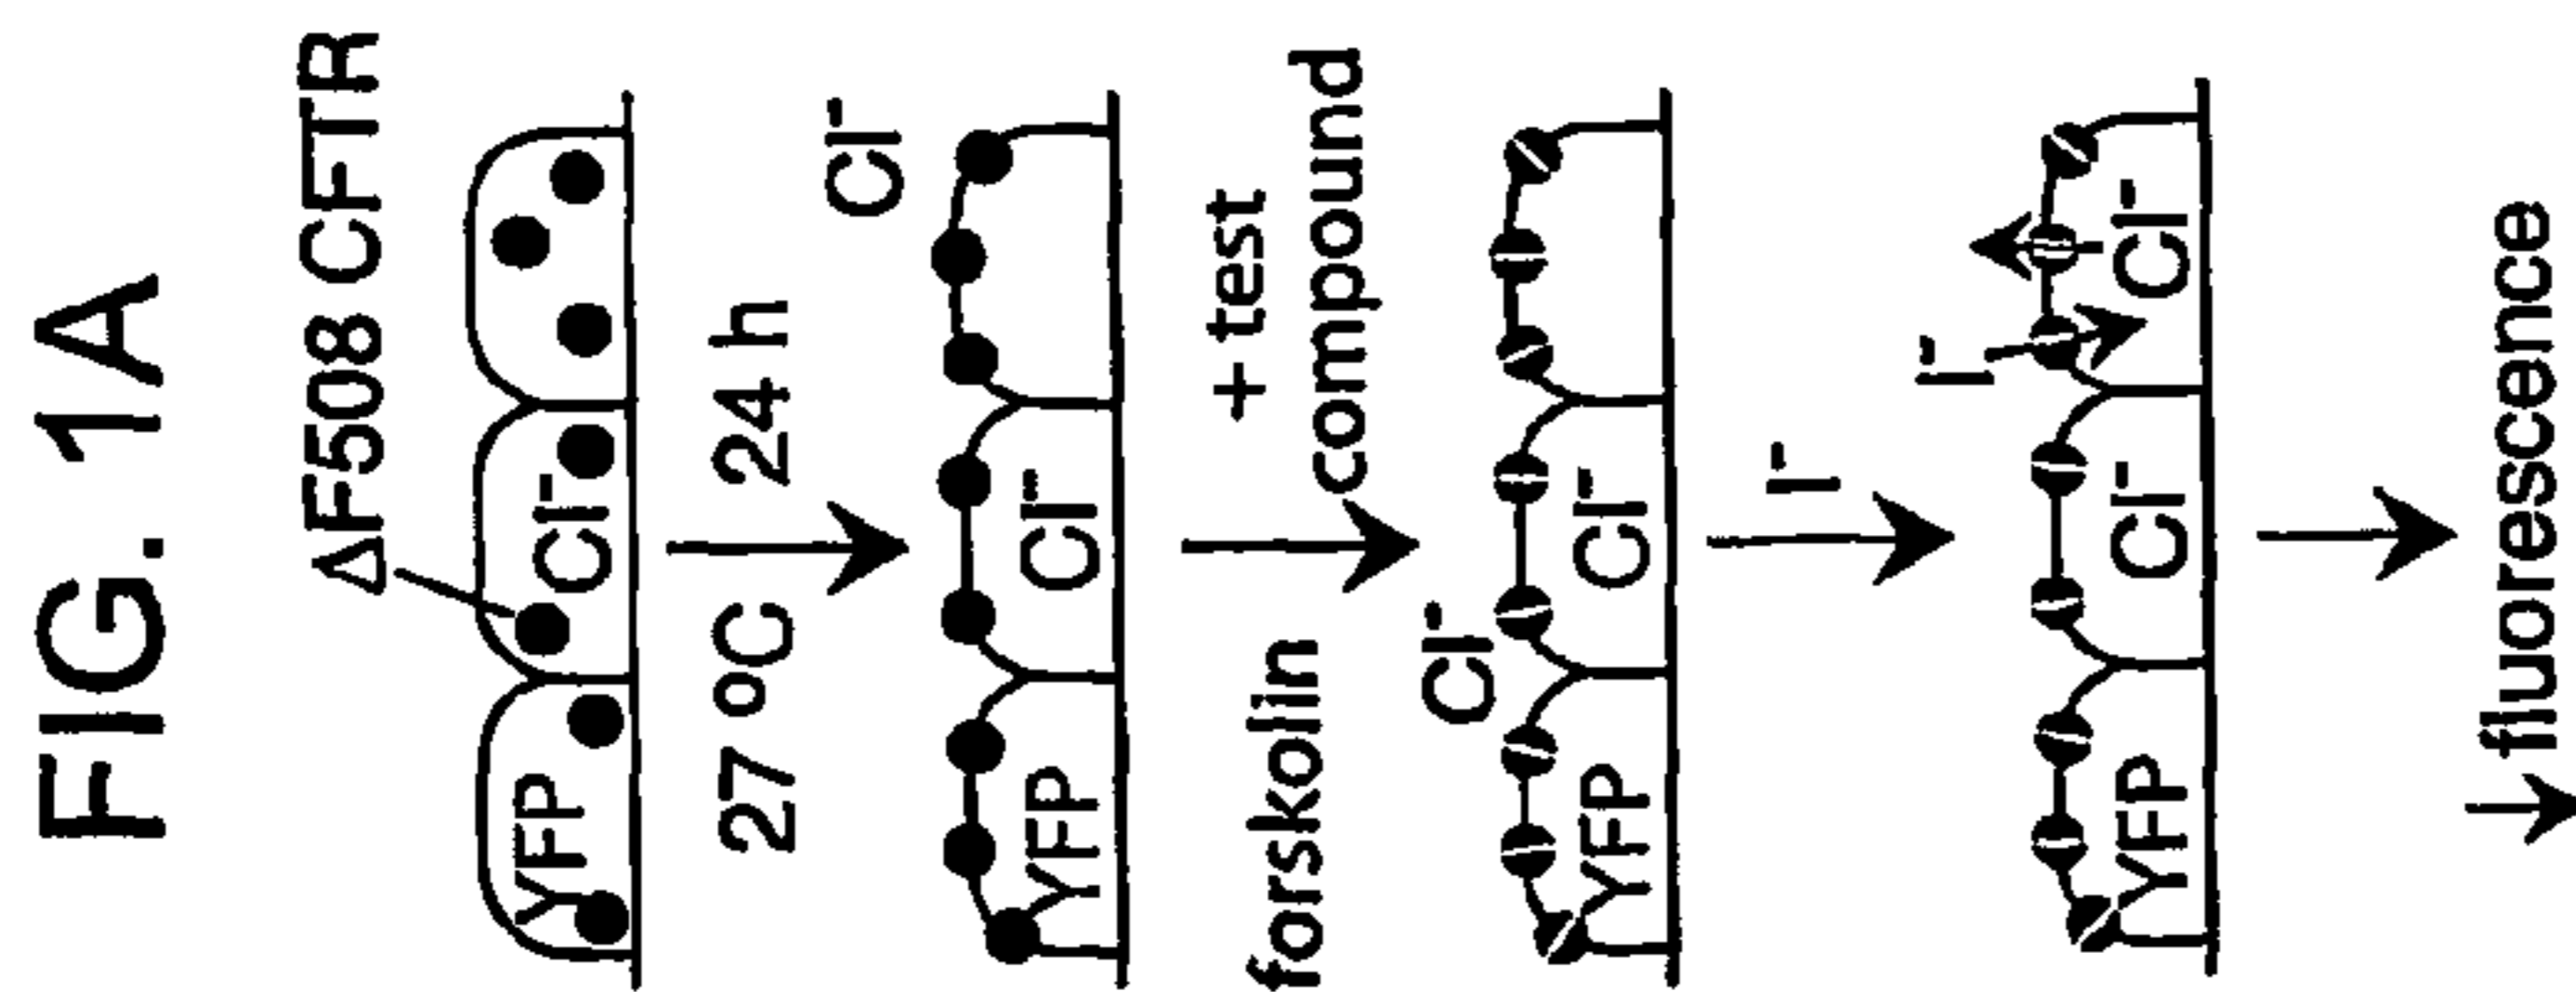 FIG. 1A
ΔF508 CFTR
YFP
Cl⁻
27 ºC 24 h
Cl⁻
YFP
Cl⁻
forskolin
+ test
compound
Cl⁻
YFP
Cl⁻
I⁻
I⁻
YFP
Cl⁻
Cl⁻
↓ fluorescence